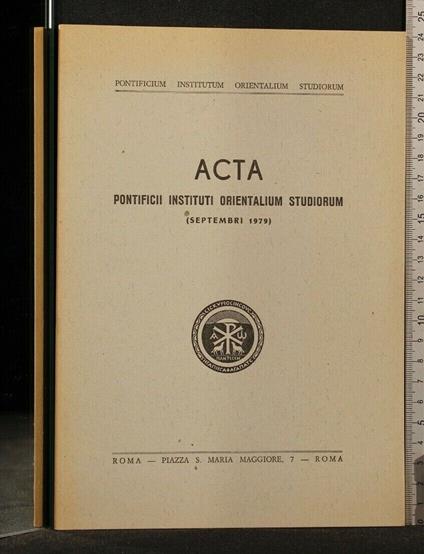 PONTIFICIUM INSTITUTUM ORIENTALIUM STUDIORUM
ACTA
PONTIFICII INSTITUTI ORIENTALIUM STUDIORUM
(SEPTEMBRI 1979)
Α Ω
ROMA — PIAZZA S. MARIA MAGGIORE, 7 — ROMA